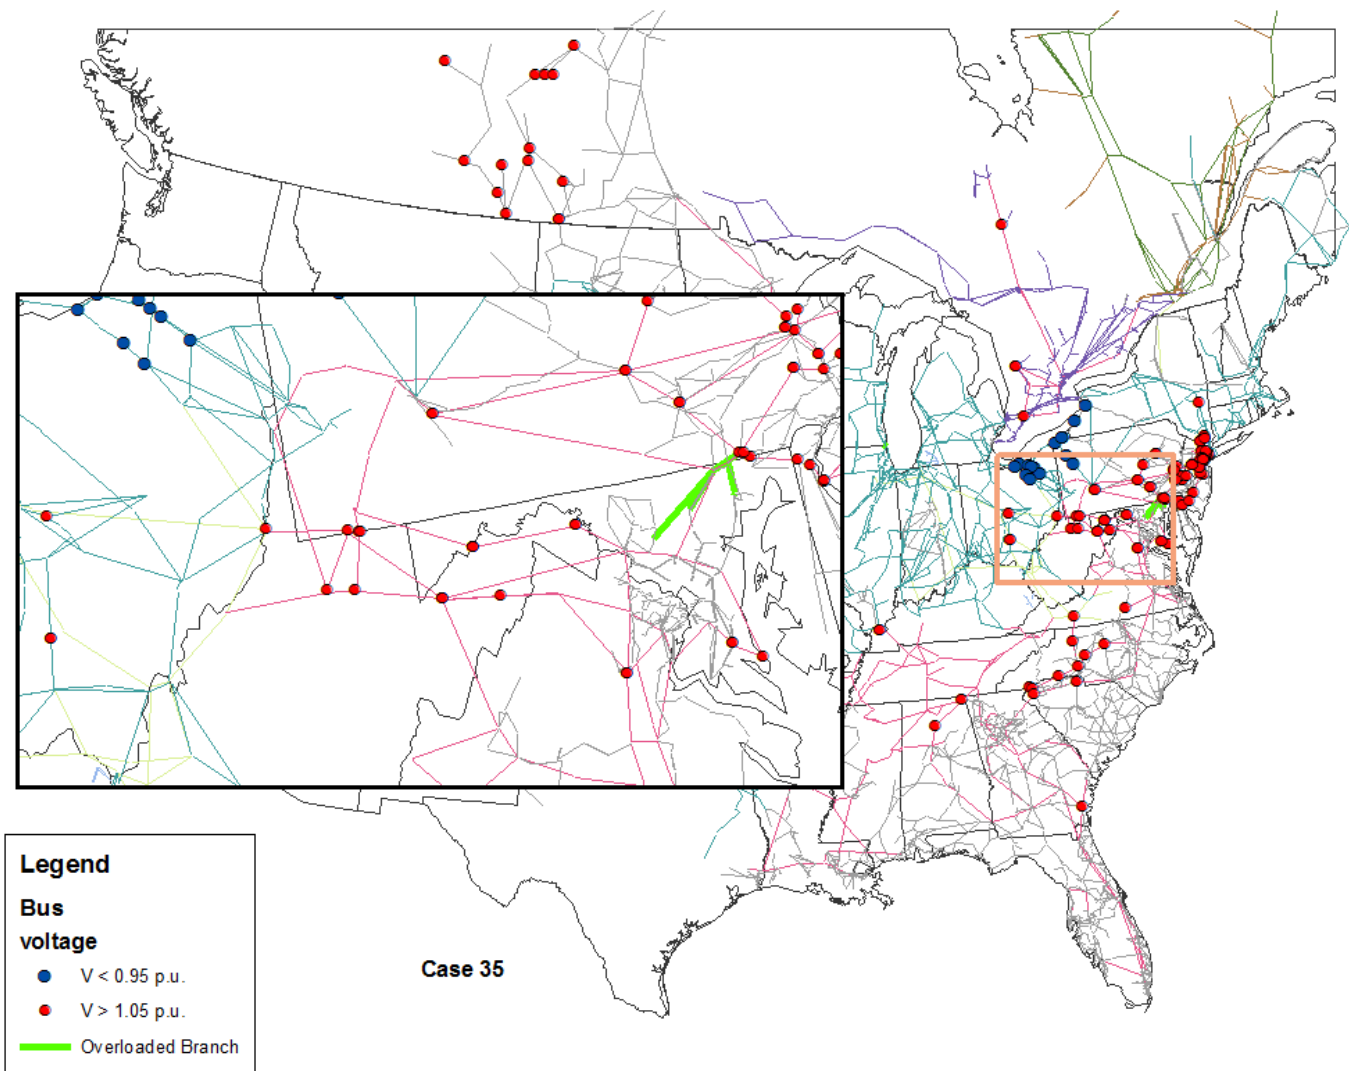 Legend
Bus
voltage
V < 0.95 p.u.
V > 1.05 p.u.
Overloaded Branch
Case 35